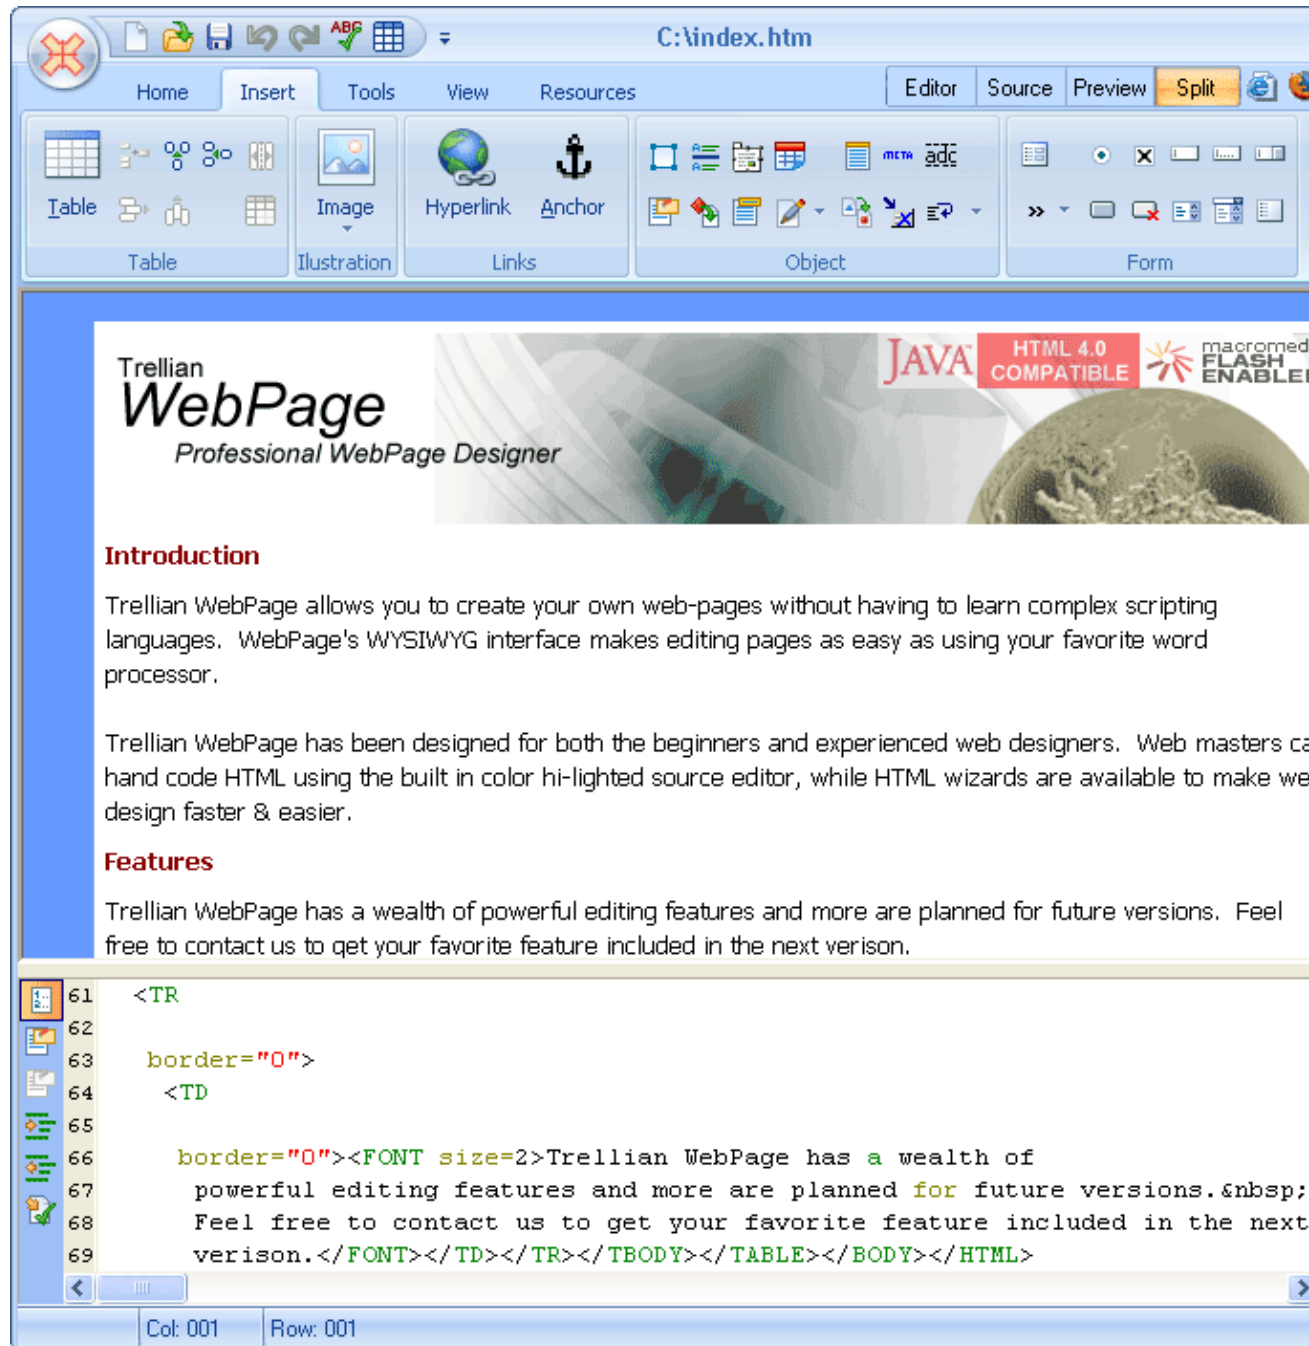 ABC
C:\index.htm
Home Insert Tools View Resources Editor Source Preview Split
META adc
Table Image Hyperlink Anchor
Table Ilustration Links Object Form
Trellian
WebPage
Professional WebPage Designer
JAVA HTML 4.0 COMPATIBLE macromed FLASH ENABLE
Introduction
Trellian WebPage allows you to create your own web-pages without having to learn complex scripting
languages.  WebPage's WYSIWYG interface makes editing pages as easy as using your favorite word
processor.
Trellian WebPage has been designed for both the beginners and experienced web designers.  Web masters ca
hand code HTML using the built in color hi-lighted source editor, while HTML wizards are available to make we
design faster & easier.
Features
Trellian WebPage has a wealth of powerful editing features and more are planned for future versions.  Feel
free to contact us to get your favorite feature included in the next verison.
61 <TR
62
63 border="0">
64 <TD
65
66 border="0"><FONT size=2>Trellian WebPage has a wealth of
67 powerful editing features and more are planned for future versions.&nbsp;
68 Feel free to contact us to get your favorite feature included in the next
69 verison.</FONT></TD></TR></TBODY></TABLE></BODY></HTML>
Col: 001 Row: 001